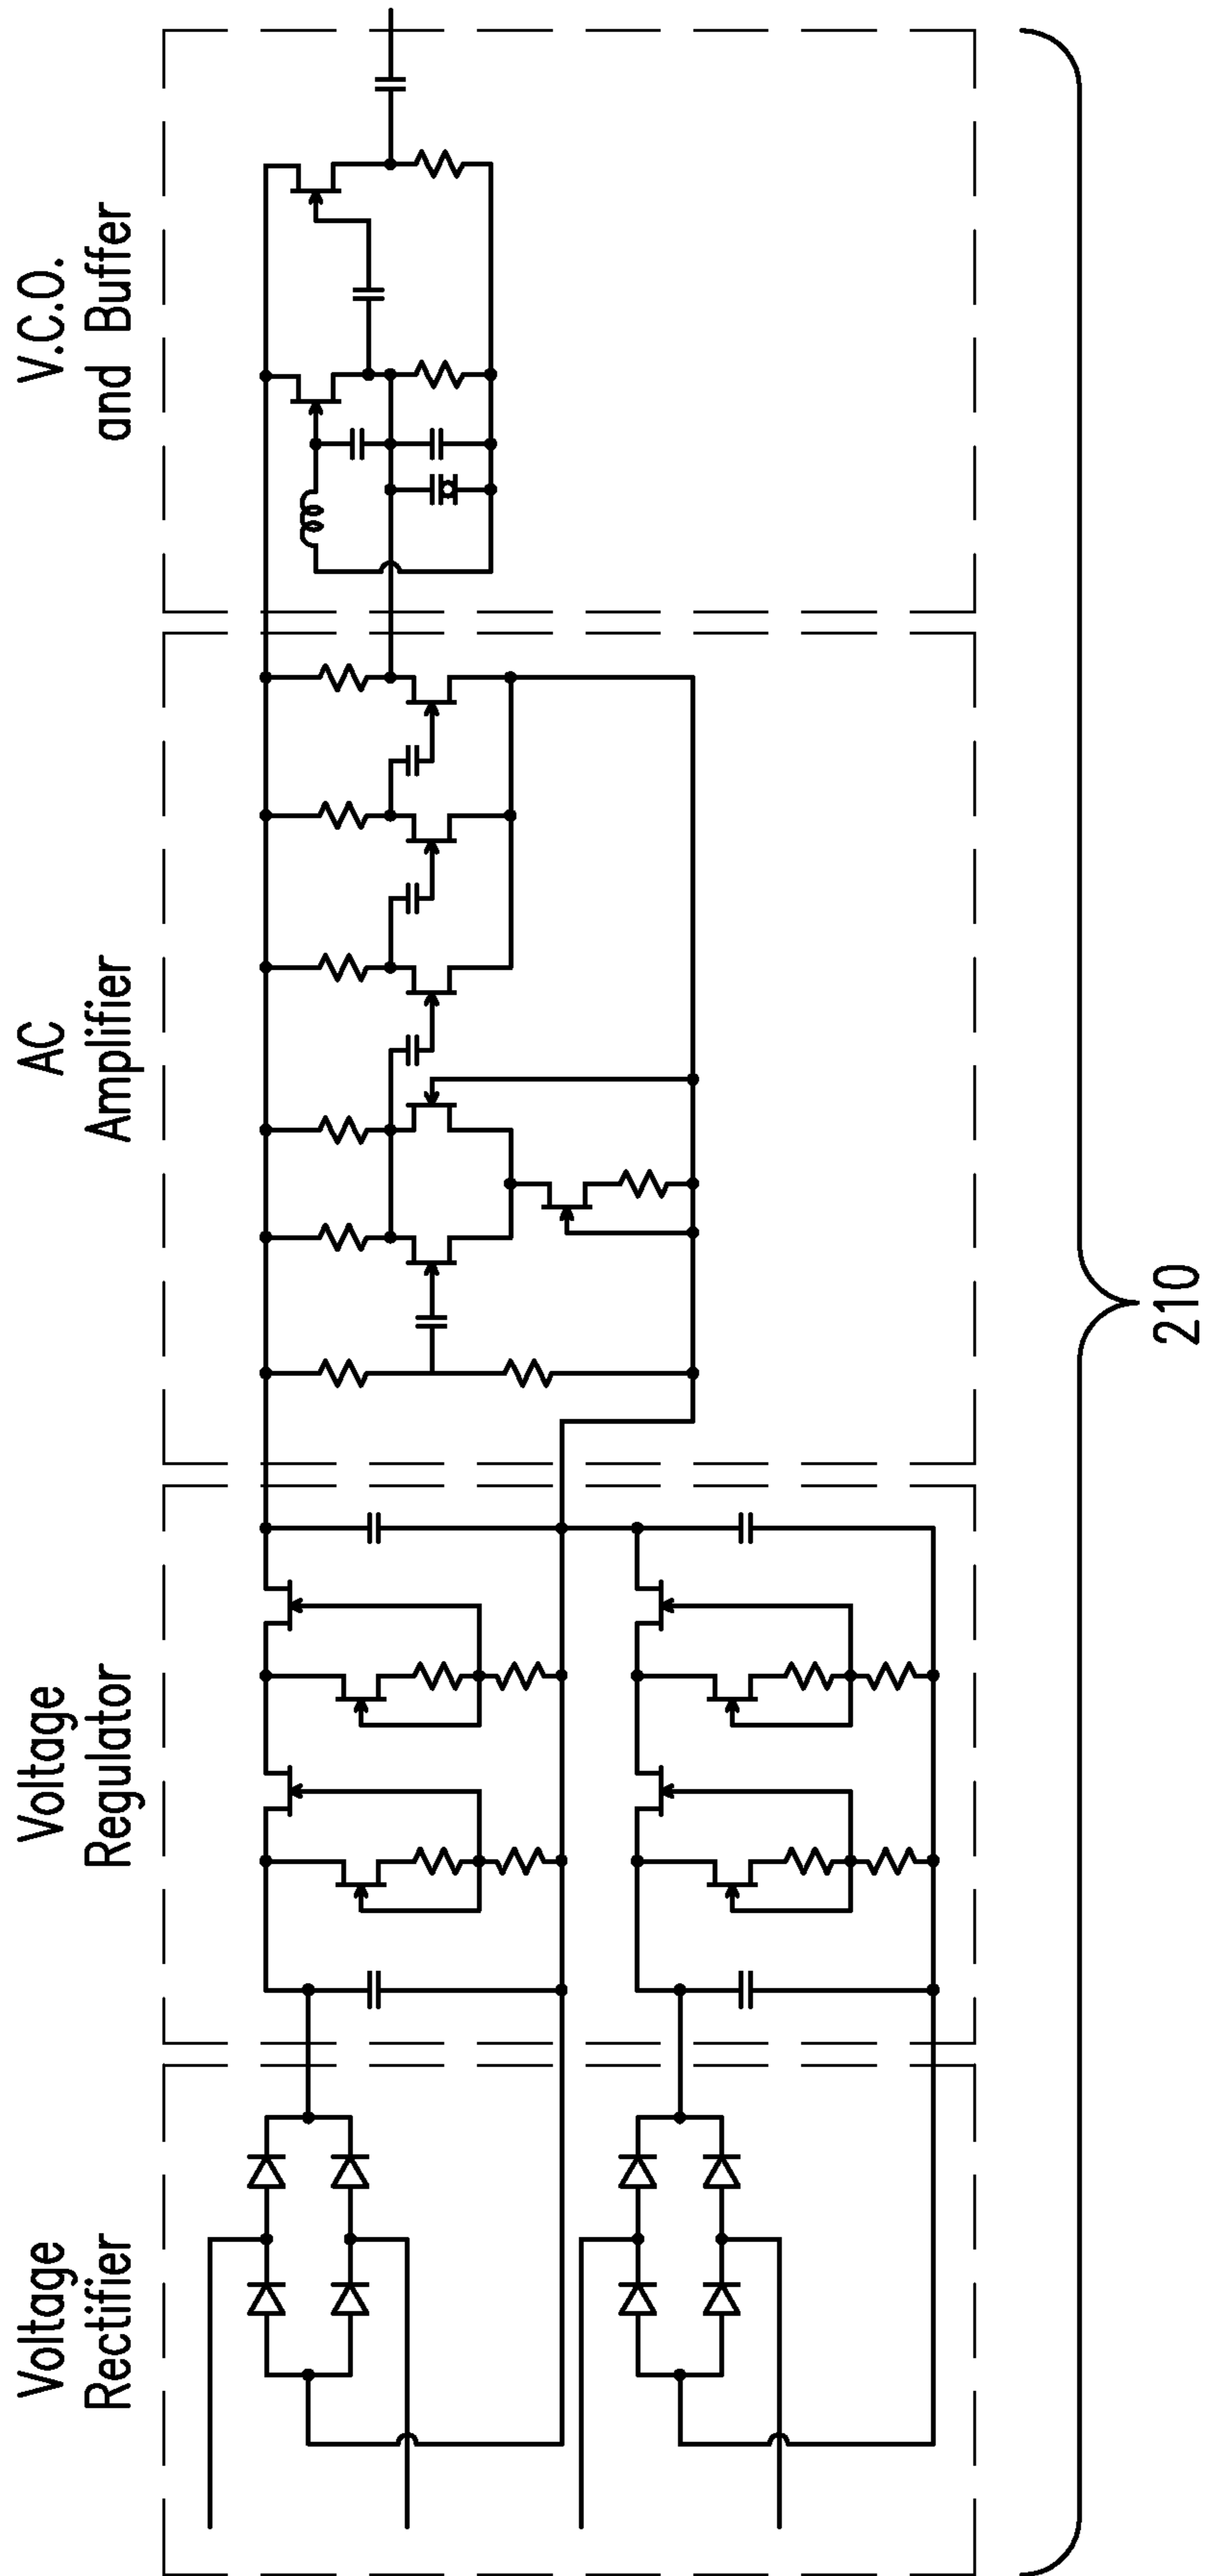 Voltage
Rectifier
Voltage
Regulator
AC
Amplifier
V.C.O.
and Buffer
210